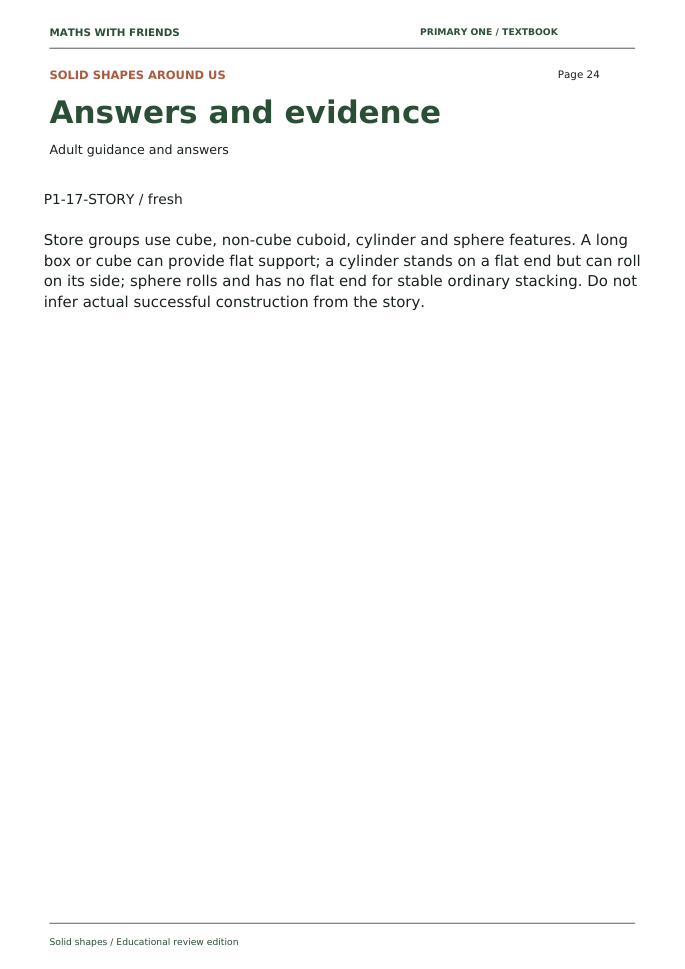 MATHS WITH FRIENDS
PRIMARY ONE / TEXTBOOK
SOLID SHAPES AROUND US
Page 24
Answers and evidence
Adult guidance and answers
P1-17-STORY / fresh
Store groups use cube, non-cube cuboid, cylinder and sphere features. A long
box or cube can provide flat support; a cylinder stands on a flat end but can roll
on its side; sphere rolls and has no flat end for stable ordinary stacking. Do not
infer actual successful construction from the story.
Solid shapes / Educational review edition